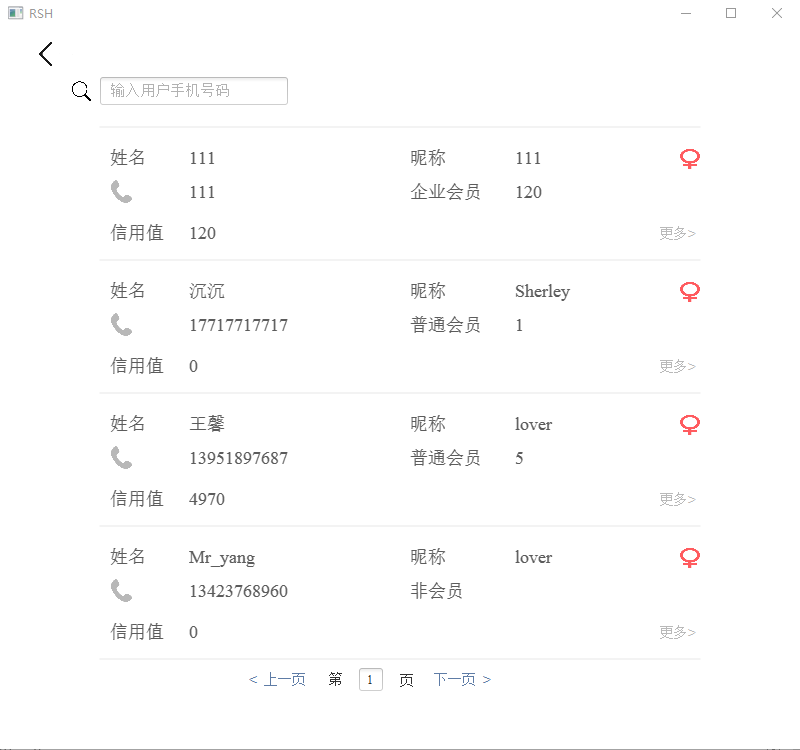 RSH
输入用户手机号码
姓名 111 昵称 111
111 企业会员 120
信用值 120 更多>
姓名 沉沉 昵称 Sherley
17717717717 普通会员 1
信用值 0 更多>
姓名 王馨 昵称 lover
13951897687 普通会员 5
信用值 4970 更多>
姓名 Mr_yang 昵称 lover
13423768960 非会员
信用值 0 更多>
< 上一页 第 1 页 下一页 >